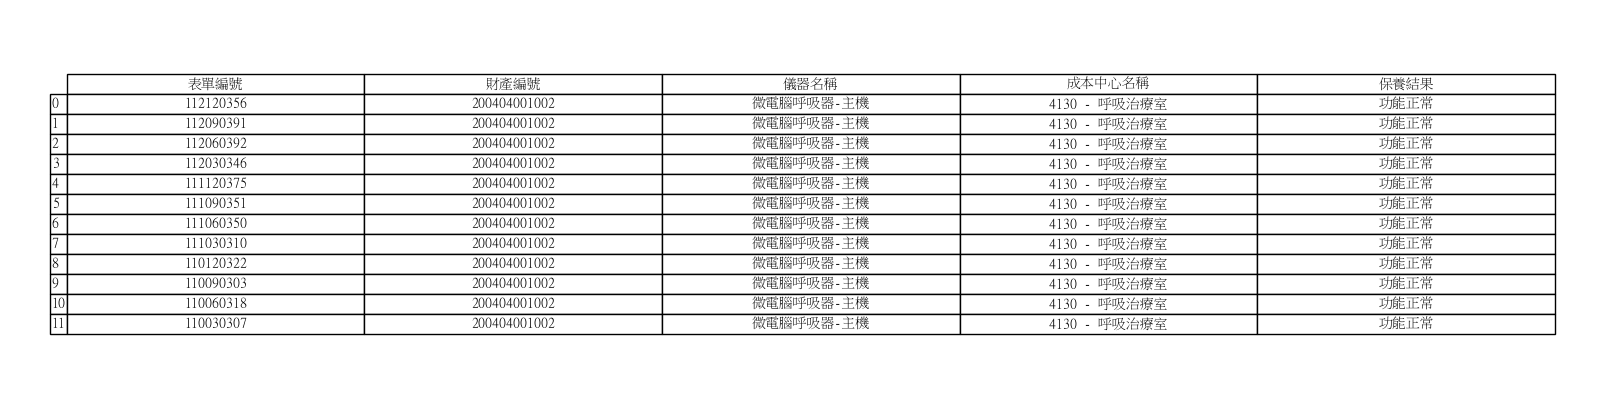 表單編號 財產編號 儀器名稱 成本中心名稱 保養結果
0 112120356 200404001002 微電腦呼吸器-主機 4130 - 呼吸治療室 功能正常
1 112090391 200404001002 微電腦呼吸器-主機 4130 - 呼吸治療室 功能正常
2 112060392 200404001002 微電腦呼吸器-主機 4130 - 呼吸治療室 功能正常
3 112030346 200404001002 微電腦呼吸器-主機 4130 - 呼吸治療室 功能正常
4 111120375 200404001002 微電腦呼吸器-主機 4130 - 呼吸治療室 功能正常
5 111090351 200404001002 微電腦呼吸器-主機 4130 - 呼吸治療室 功能正常
6 111060350 200404001002 微電腦呼吸器-主機 4130 - 呼吸治療室 功能正常
7 111030310 200404001002 微電腦呼吸器-主機 4130 - 呼吸治療室 功能正常
8 110120322 200404001002 微電腦呼吸器-主機 4130 - 呼吸治療室 功能正常
9 110090303 200404001002 微電腦呼吸器-主機 4130 - 呼吸治療室 功能正常
10 110060318 200404001002 微電腦呼吸器-主機 4130 - 呼吸治療室 功能正常
11 110030307 200404001002 微電腦呼吸器-主機 4130 - 呼吸治療室 功能正常